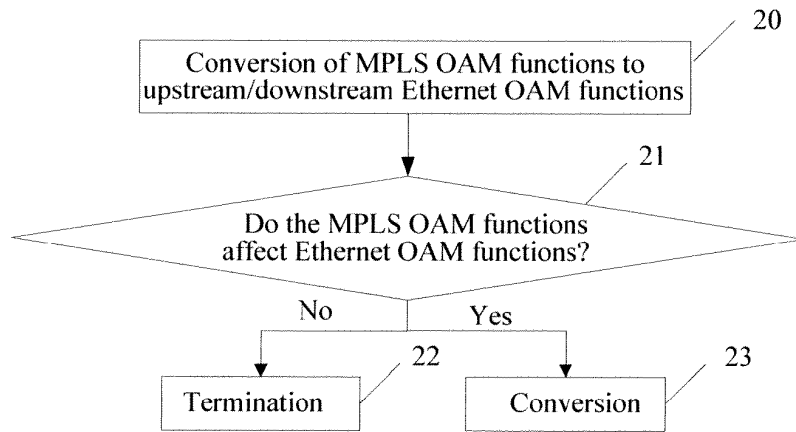 20
Conversion of MPLS OAM functions to
upstream/downstream Ethernet OAM functions
21
Do the MPLS OAM functions
affect Ethernet OAM functions?
No
Yes
22
23
Termination
Conversion